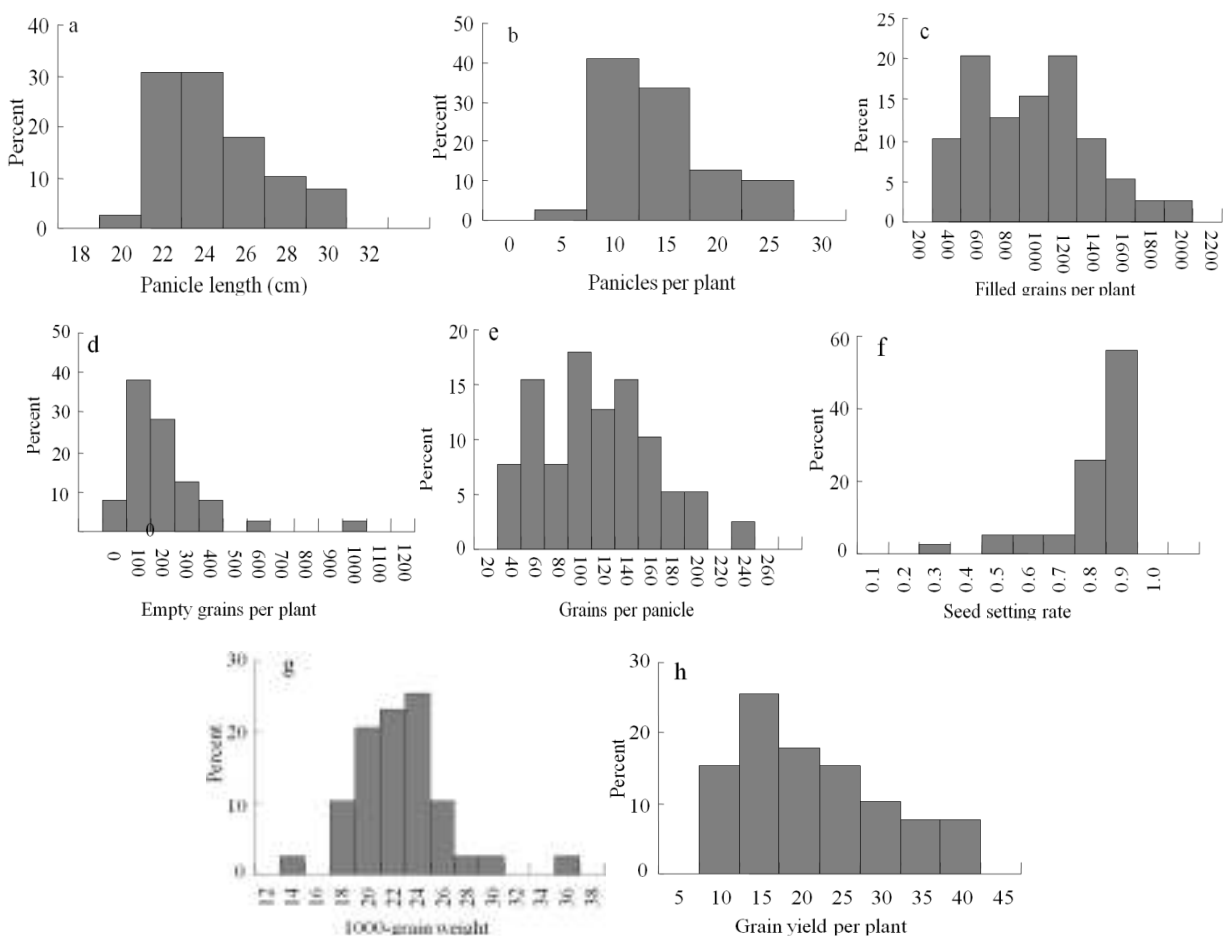 a
40
30
20
10
0
Percent
18 20 22 24 26 28 30 32
Panicle length (cm)
b
50
40
30
20
10
0
Percent
0 5 10 15 20 25 30
Panicles per plant
c
25
20
15
10
5
0
Percen
200 400 600 800 1000 1200 1400 1600 1800 2000 2200
Filled grains per plant
d
50
40
30
20
10
Percent
0
0 100 200 300 400 500 600 700 800 900 1000 1100 1200
Empty grains per plant
e
20
15
10
5
0
Percent
20 40 60 80 100 120 140 160 180 200 220 240 260
Grains per panicle
f
60
40
20
0
Percent
0.1 0.2 0.3 0.4 0.5 0.6 0.7 0.8 0.9 1.0
Seed setting rate
g
30
20
10
0
Percent
12 14 16 18 20 22 24 26 28 30 32 34 36 38
1000-grain weight
h
30
20
10
0
Percent
5 10 15 20 25 30 35 40 45
Grain yield per plant